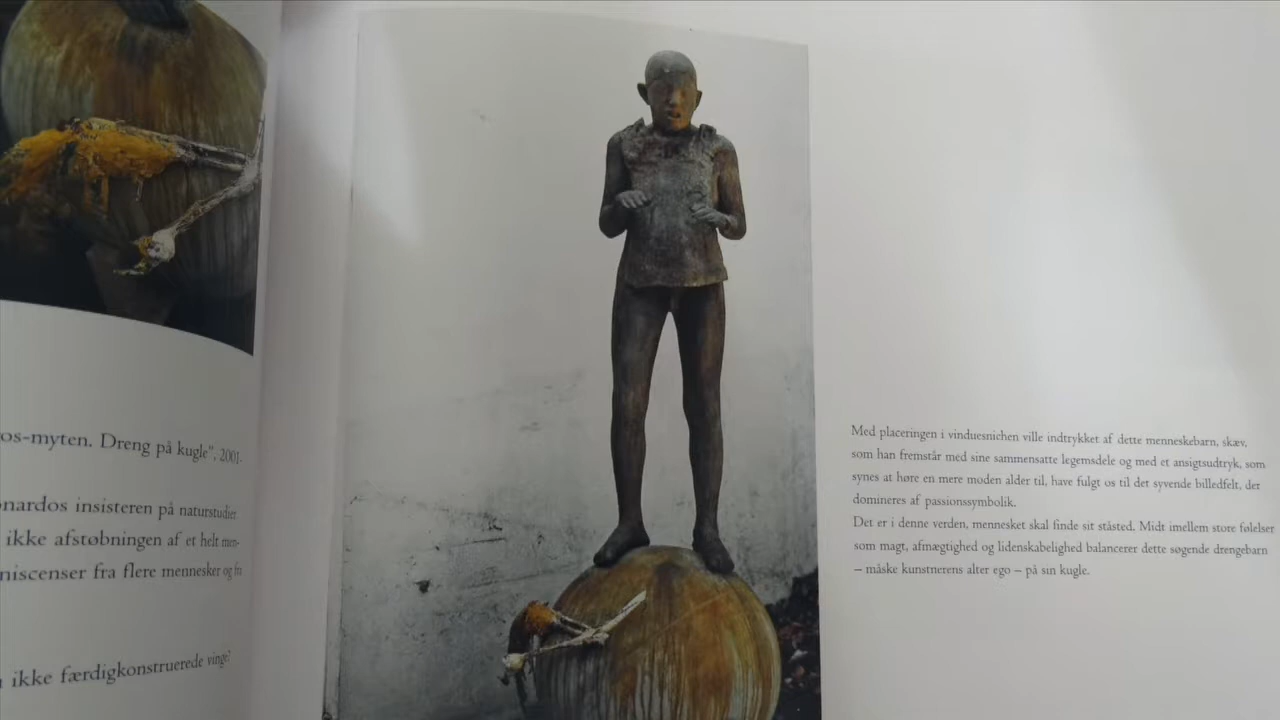 os-myten. Dreng på kugle", 2001.
onardos insisteren på naturstudier
ikke afstøbningen af et helt men-
niscenser fra flere mennesker og fra
ikke færdigkonstruerede vinge?
Med placeringen i vinduesnichen ville indtrykket af dette menneskebarn, skæv,
som han fremstår med sine sammensatte legemsdele og med et ansigtsudtryk, som
synes at høre en mere moden alder til, have fulgt os til det syvende billedfelt, der
domineres af passionssymbolik.
Det er i denne verden, mennesket skal finde sit ståsted. Midt imellem store følelser
som magt, afmægtighed og lidenskabelighed balancerer dette søgende drengebarn
– måske kunstnerens alter ego – på sin kugle.